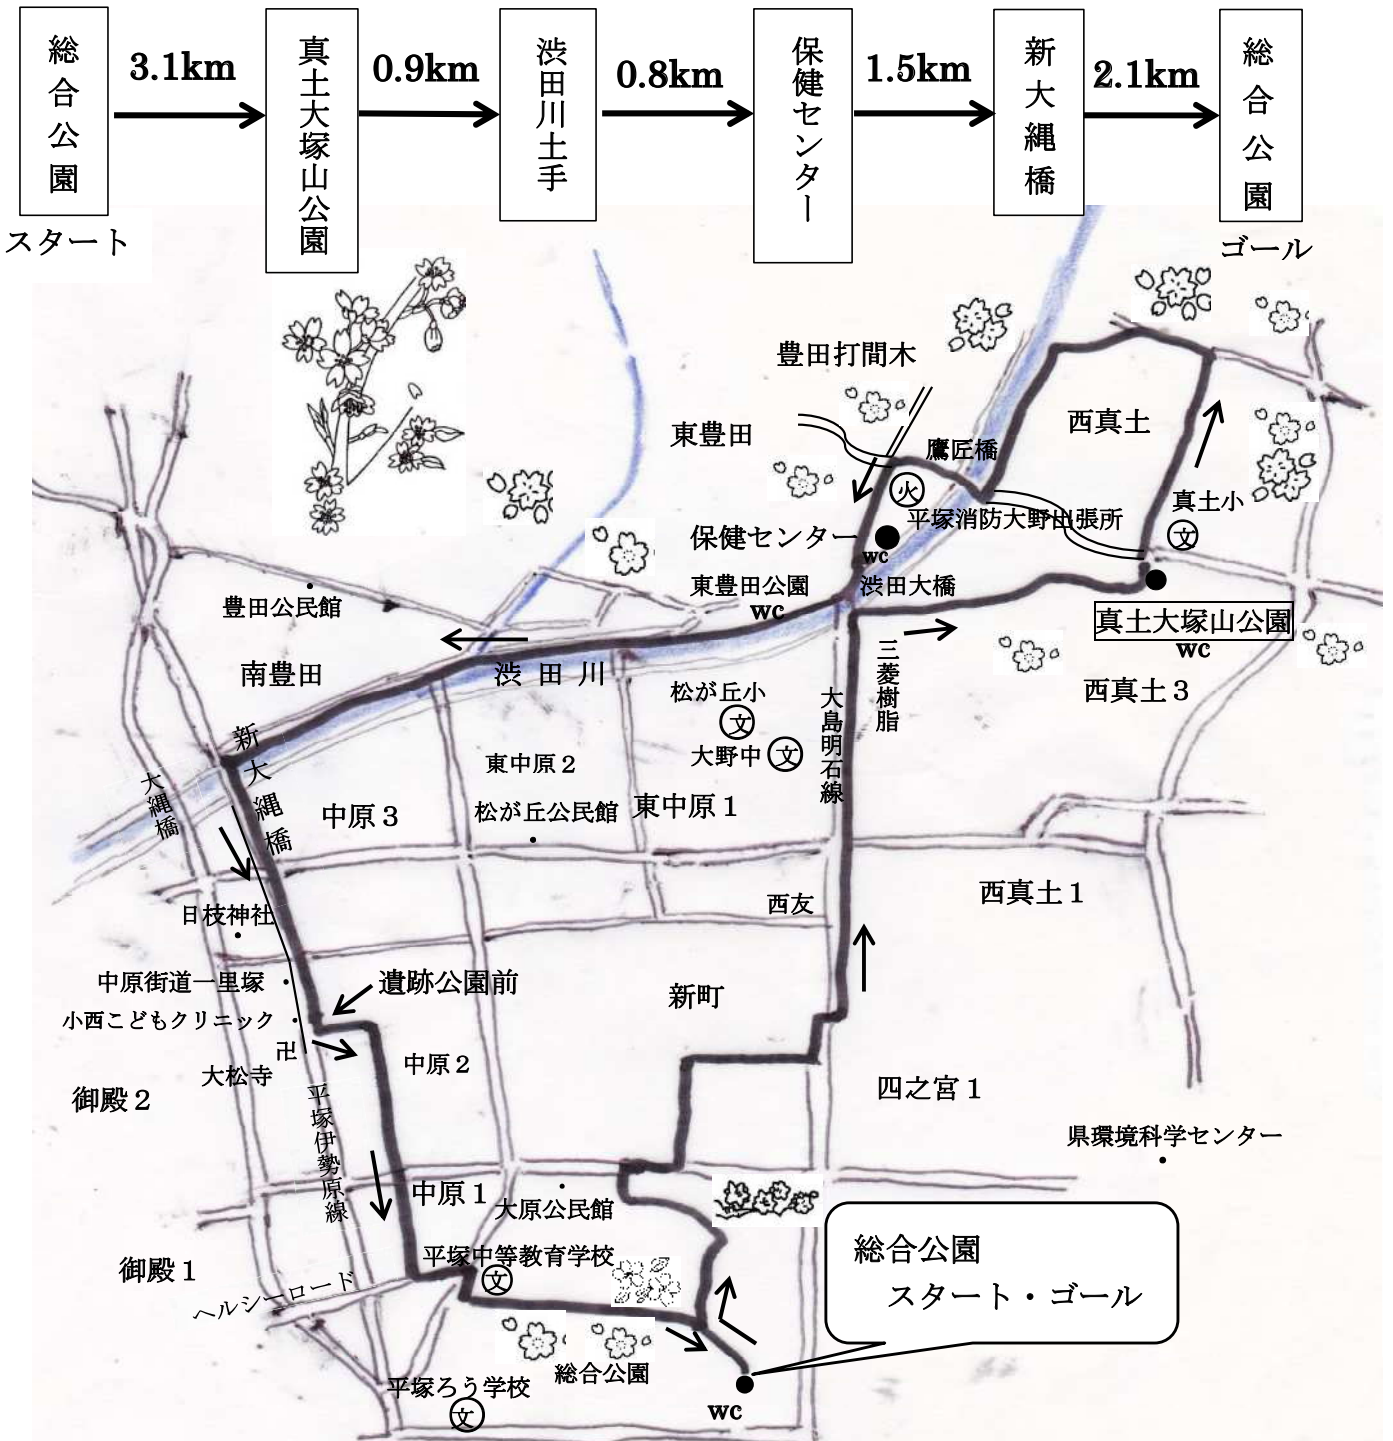 総合公園
3.1km
真土大塚山公園
0.9km
渋田川土手
0.8km
保健センター
1.5km
新大縄橋
2.1km
総合公園
スタート
ゴール
豊田打間木
東豊田
鷹匠橋
西真土
火
平塚消防大野出張所
真土小
文
保健センター
wc
東豊田公園
wc
渋田大橋
豊田公民館
真土大塚山公園
wc
南豊田
渋田川
三菱樹脂
西真土3
松が丘小
文
大島明石線
新大縄橋
大縄橋
大野中
文
東中原2
中原3
松が丘公民館
東中原1
西友
西真土1
日枝神社
中原街道一里塚
遺跡公園前
新町
小西こどもクリニック
卍
大松寺
中原2
御殿2
平塚伊勢原線
四之宮1
県環境科学センター
中原1
大原公民館
御殿1
平塚中等教育学校
文
ヘルシーロード
総合公園
スタート・ゴール
総合公園
平塚ろう学校
文
wc